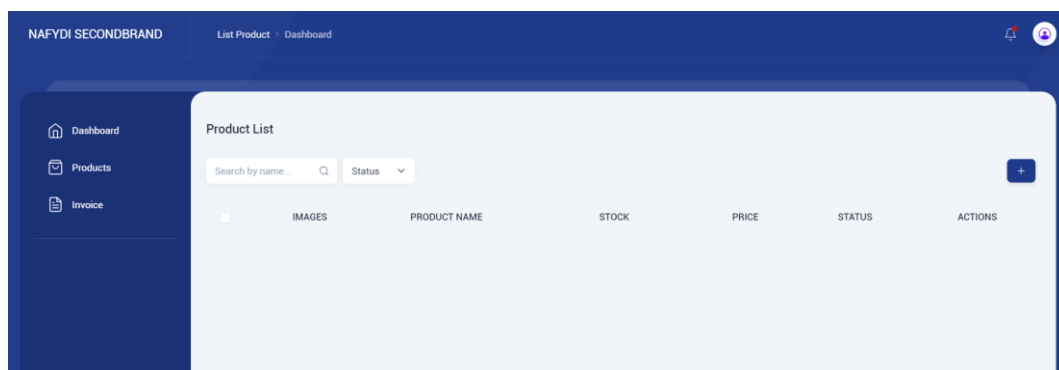 NAFYDI SECONDBRAND
List Product > Dashboard
Dashboard
Products
Invoice
Product List
Search by name...
Status
+
IMAGES PRODUCT NAME STOCK PRICE STATUS ACTIONS